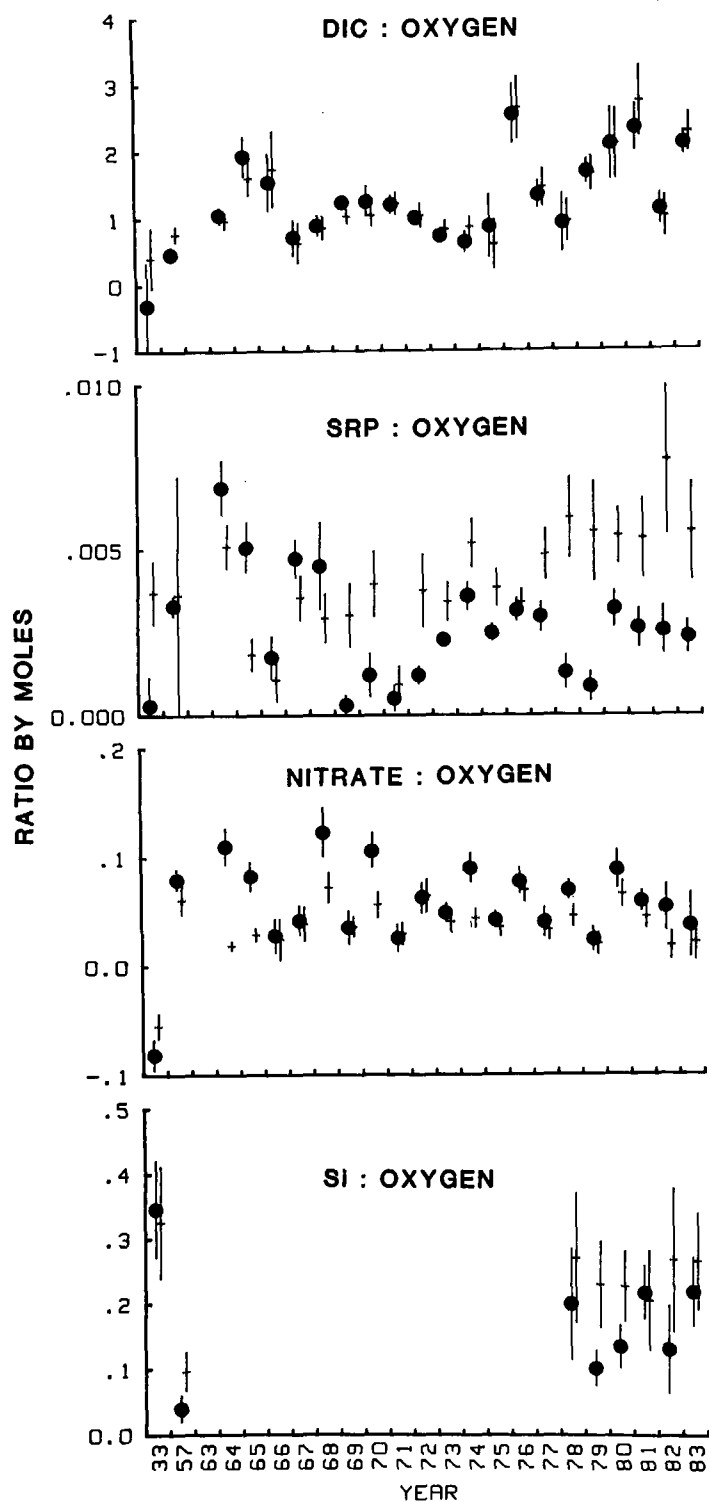 DIC : OXYGEN
4
3
2
1
0
-1
SRP : OXYGEN
.010
.005
0.000
RATIO BY MOLES
NITRATE : OXYGEN
.2
.1
0.0
-.1
Si : OXYGEN
.5
.4
.3
.2
.1
0.0
33 57 63 64 65 66 67 68 69 70 71 72 73 74 75 76 77 78 79 80 81 82 83
YEAR